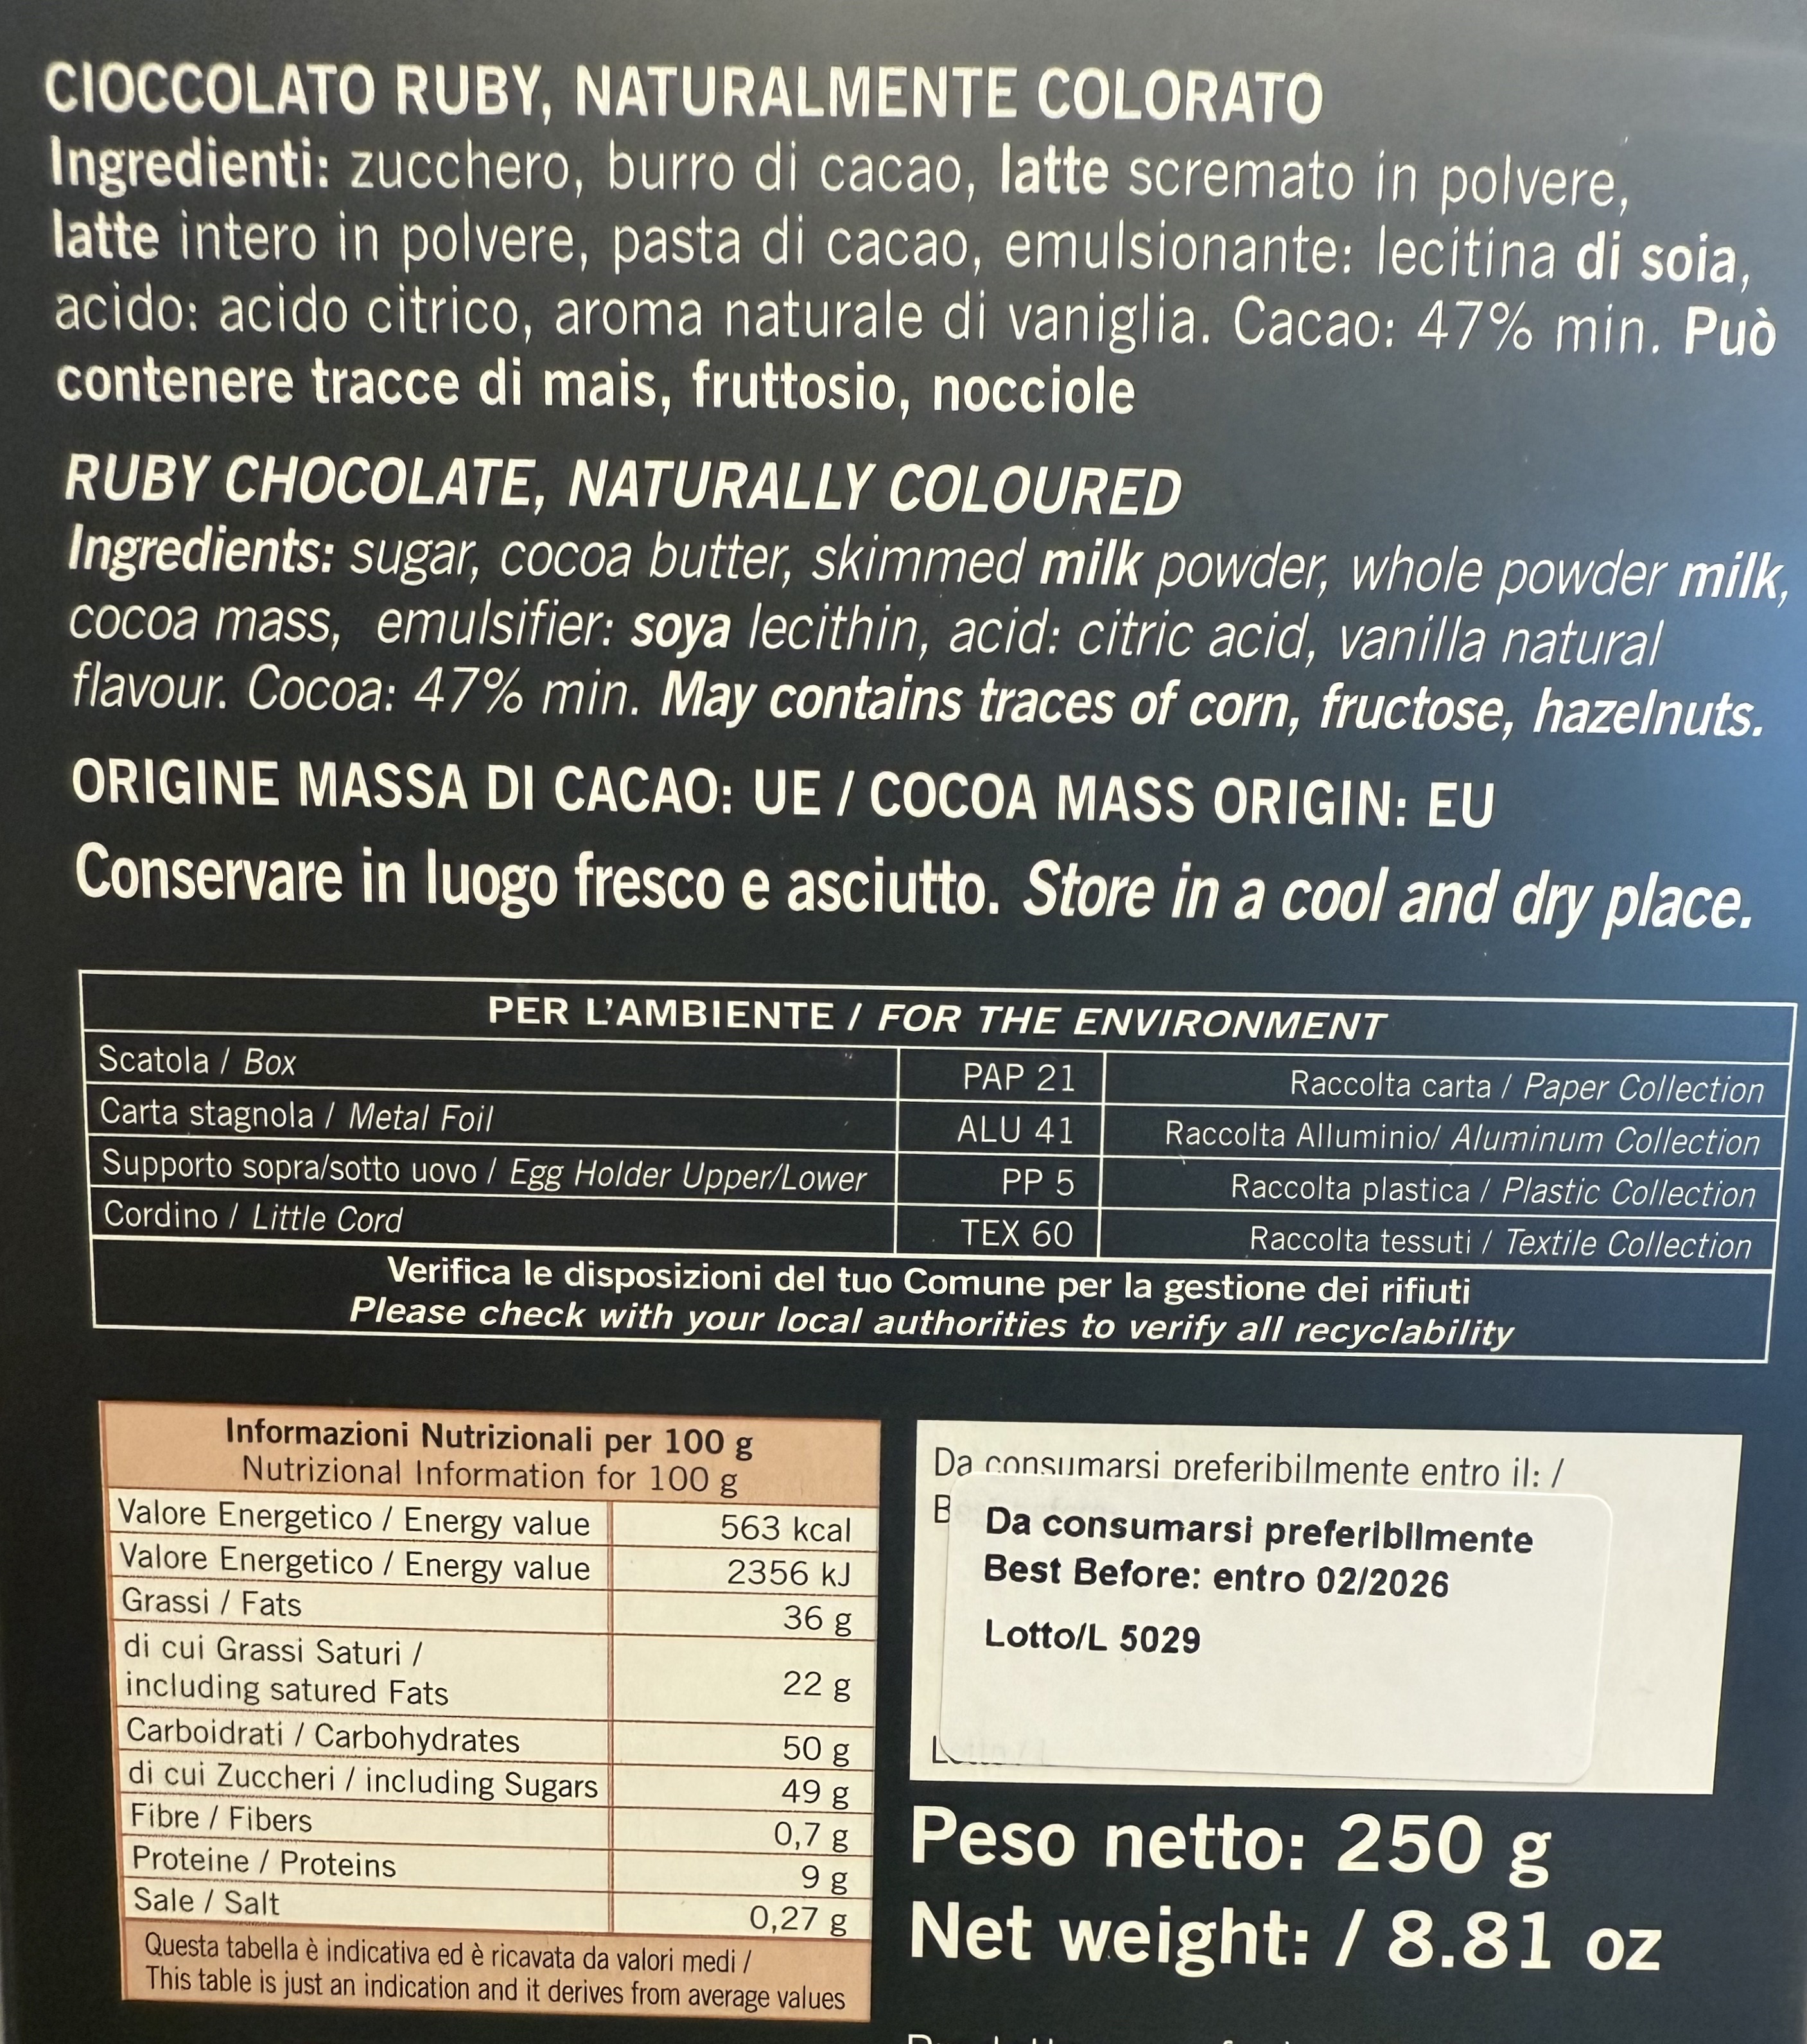 CIOCCOLATO RUBY, NATURALMENTE COLORATO
Ingredienti: zucchero, burro di cacao, latte scremato in polvere,
latte intero in polvere, pasta di cacao, emulsionante: lecitina di soia,
acido: acido citrico, aroma naturale di vaniglia. Cacao: 47% min. Può
contenere tracce di mais, fruttosio, nocciole
RUBY CHOCOLATE, NATURALLY COLOURED
Ingredients: sugar, cocoa butter, skimmed milk powder, whole powder milk,
cocoa mass, emulsifier: soya lecithin, acid: citric acid, vanilla natural
flavour. Cocoa: 47% min. May contains traces of corn, fructose, hazelnuts.
ORIGINE MASSA DI CACAO: UE / COCOA MASS ORIGIN: EU
Conservare in luogo fresco e asciutto. Store in a cool and dry place.
PER L'AMBIENTE / FOR THE ENVIRONMENT
Scatola / Box PAP 21 Raccolta carta / Paper Collection
Carta stagnola / Metal Foil ALU 41 Raccolta Alluminio/ Aluminum Collection
Supporto sopra/sotto uovo / Egg Holder Upper/Lower PP 5 Raccolta plastica / Plastic Collection
Cordino / Little Cord TEX 60 Raccolta tessuti / Textile Collection
Verifica le disposizioni del tuo Comune per la gestione dei rifiuti
Please check with your local authorities to verify all recyclability
Informazioni Nutrizionali per 100 g
Nutrizional Information for 100 g
Valore Energetico / Energy value 563 kcal
Valore Energetico / Energy value 2356 kJ
Grassi / Fats 36 g
di cui Grassi Saturi /
including satured Fats 22 g
Carboidrati / Carbohydrates 50 g
di cui Zuccheri / including Sugars 49 g
Fibre / Fibers 0,7 g
Proteine / Proteins 9 g
Sale / Salt 0,27 g
Questa tabella è indicativa ed è ricavata da valori medi /
This table is just an indication and it derives from average values
Da consumarsi preferibilmente entro il: /
Da consumarsi preferibilmente
Best Before: entro 02/2026
Lotto/L 5029
Peso netto: 250 g
Net weight: / 8.81 oz